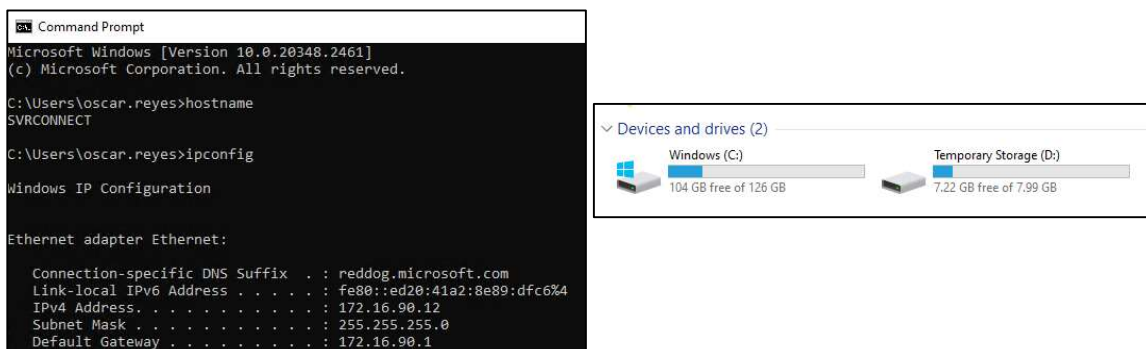 Command Prompt
Microsoft Windows [Version 10.0.20348.2461]
(c) Microsoft Corporation. All rights reserved.
C:\Users\oscar.reyes>hostname
SVRCONNECT
C:\Users\oscar.reyes>ipconfig
Windows IP Configuration
Ethernet adapter Ethernet:
Connection-specific DNS Suffix . : reddog.microsoft.com
Link-local IPv6 Address . . . . . : fe80::ed20:41a2:8e89:dfc6%4
IPv4 Address. . . . . . . . . . . : 172.16.90.12
Subnet Mask . . . . . . . . . . . : 255.255.255.0
Default Gateway . . . . . . . . . : 172.16.90.1
Devices and drives (2)
Windows (C:)
104 GB free of 126 GB
Temporary Storage (D:)
7.22 GB free of 7.99 GB